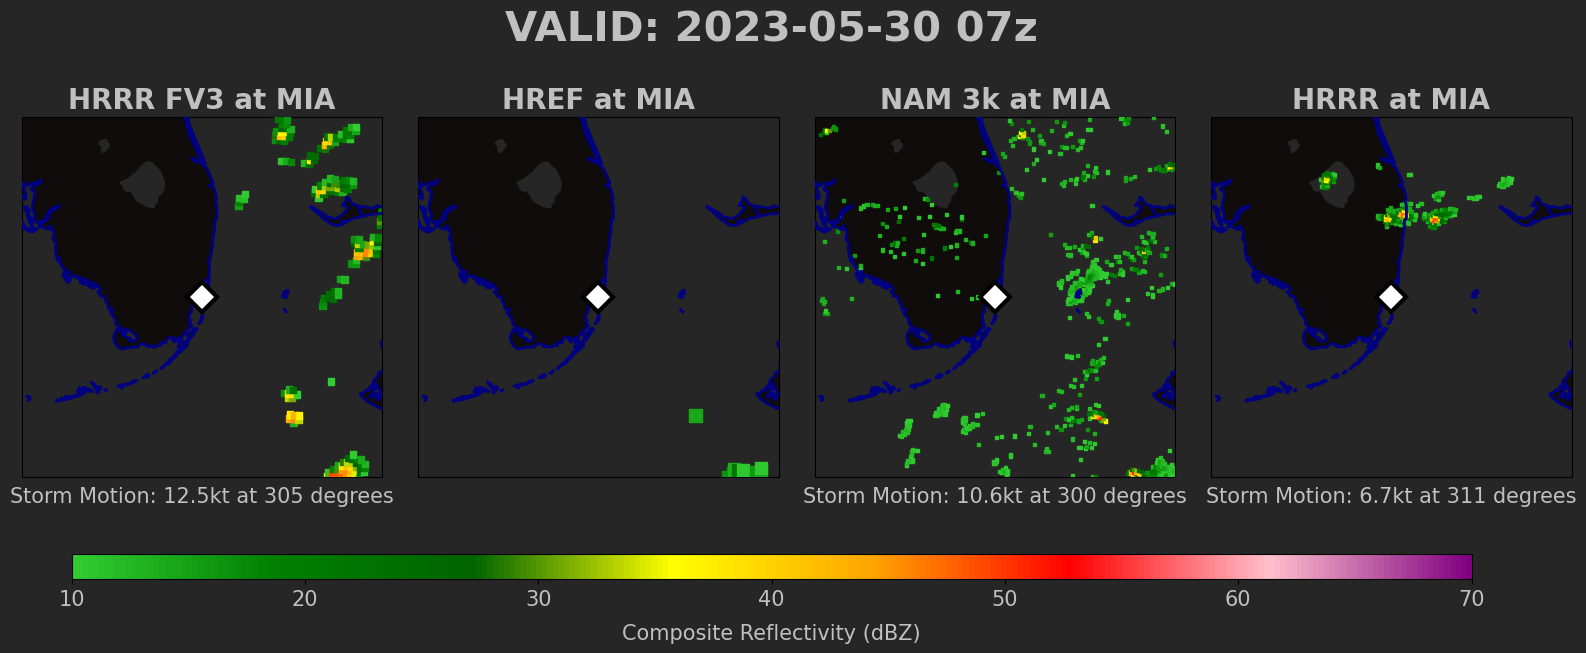 VALID: 2023-05-30 07z
HRRR FV3 at MIA
HREF at MIA
NAM 3k at MIA
HRRR at MIA
Storm Motion: 12.5kt at 305 degrees
Storm Motion: 10.6kt at 300 degrees
Storm Motion: 6.7kt at 311 degrees
10 20 30 40 50 60 70
Composite Reflectivity (dBZ)